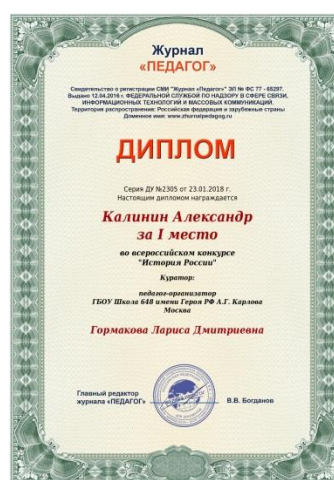 Журнал
«ПЕДАГОГ»
Свидетельство о регистрации СМИ "Журнал «Педагог» ЭЛ № ФС 77 - 65297.
Выдано 12.04.2016 г. ФЕДЕРАЛЬНОЙ СЛУЖБОЙ ПО НАДЗОРУ В СФЕРЕ СВЯЗИ,
ИНФОРМАЦИОННЫХ ТЕХНОЛОГИЙ И МАССОВЫХ КОММУНИКАЦИЙ.
Территория распространение: Российская федерация и зарубежные страны
Доменное имя: www.zhurnalpedagog.ru
ДИПЛОМ
Серия ДУ №2305 от 23.01.2018 г.
Настоящим дипломом награждается
Калинин Александр
за I место
во всероссийском конкурсе
"История России"
Куратор:
педагог-организатор
ГБОУ Школа 648 имени Героя РФ А.Г. Карлова
Москва
Гормакова Лариса Дмитриевна
Главный редактор
журнала «ПЕДАГОГ»
В.В. Богданов